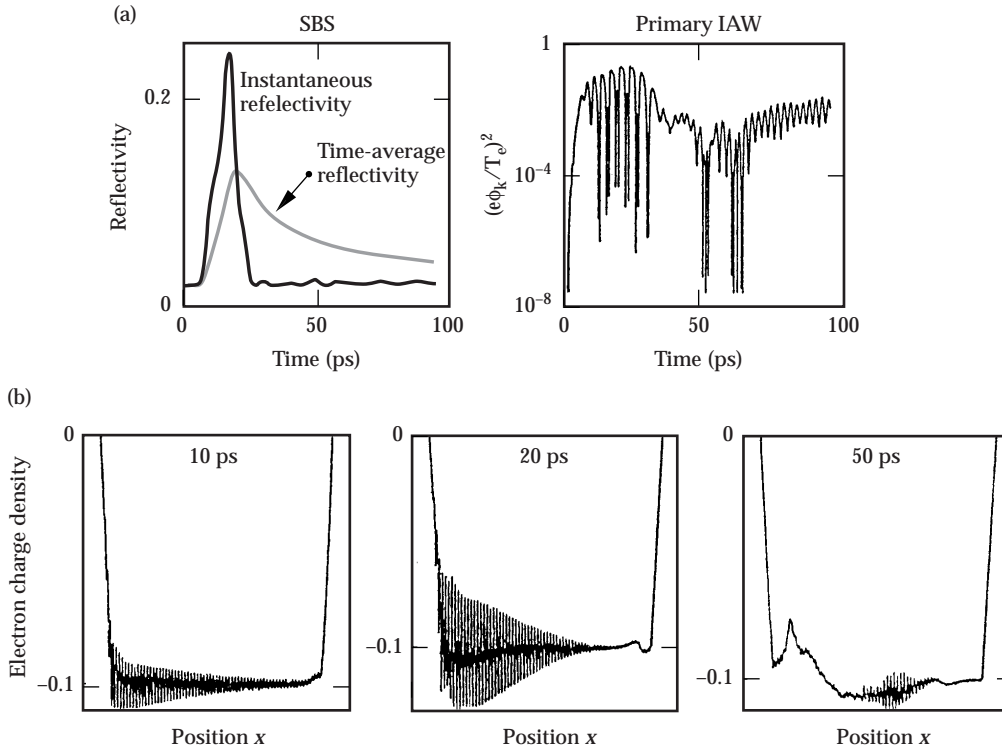 (a)
SBS
Primary IAW
Instantaneous
refelectivity
Time-average
reflectivity
Reflectivity
0.2
0
0
50
100
Time (ps)
(eϕk/Te)²
1
10⁻⁴
10⁻⁸
0
50
100
Time (ps)
(b)
Electron charge density
0
−0.1
10 ps
Position x
0
−0.1
20 ps
Position x
0
−0.1
50 ps
Position x